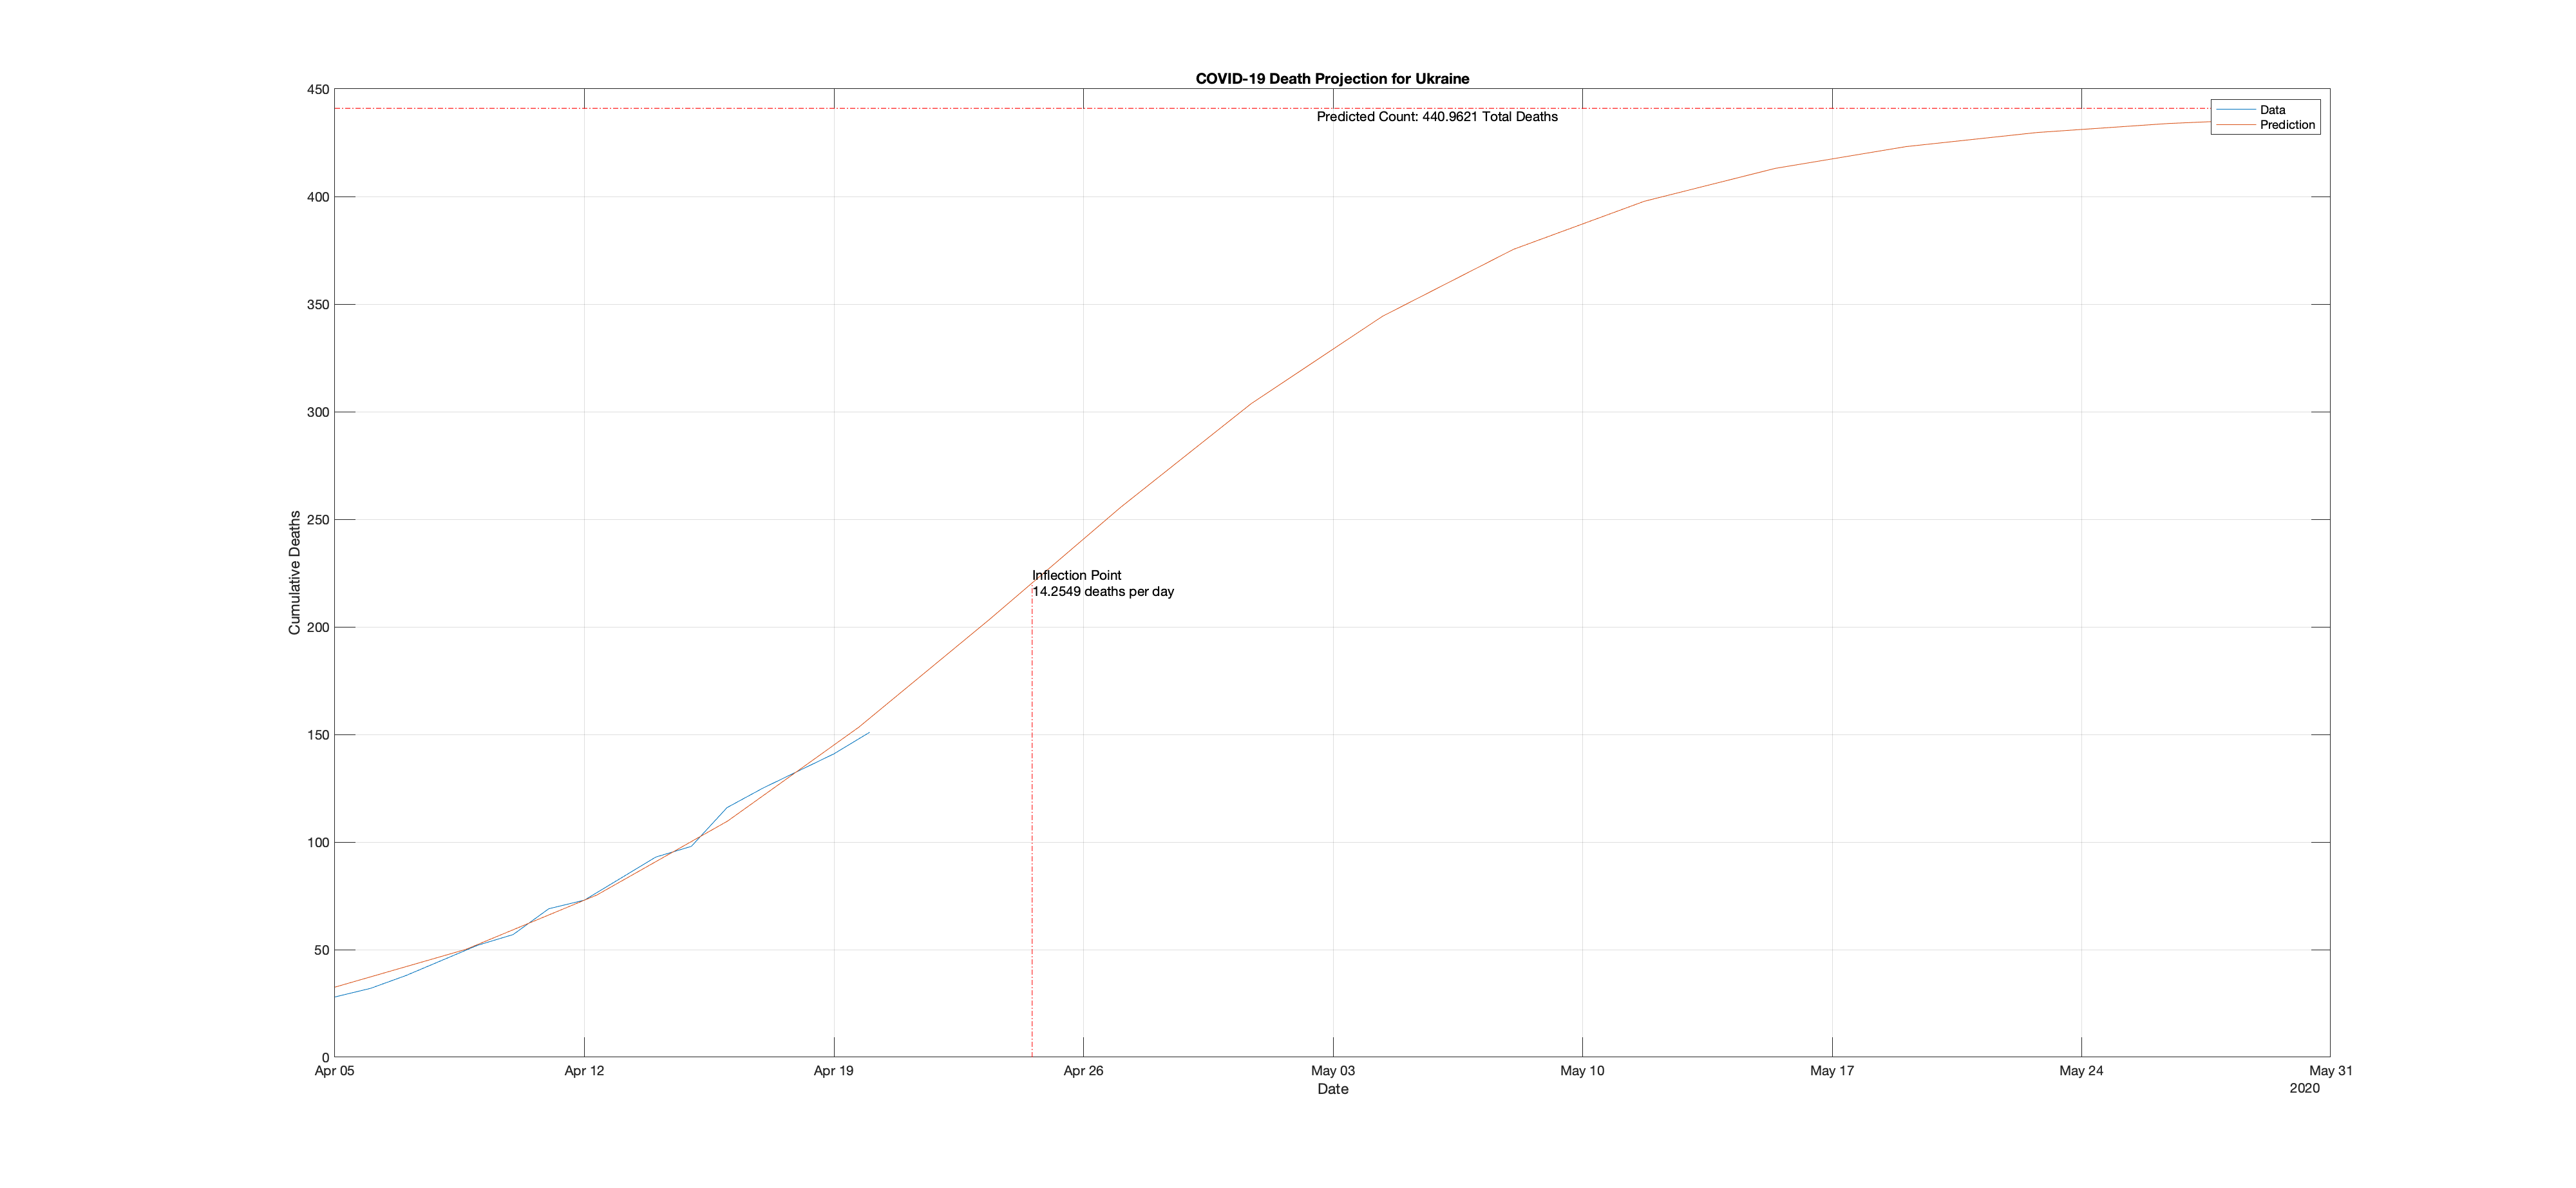 COVID-19 Death Projection for Ukraine
450
400
350
300
250
200
150
100
50
0
Cumulative Deaths
Predicted Count: 440.9621 Total Deaths
Data
Prediction
Inflection Point
14.2549 deaths per day
Apr 05
Apr 12
Apr 19
Apr 26
May 03
May 10
May 17
May 24
May 31
2020
Date